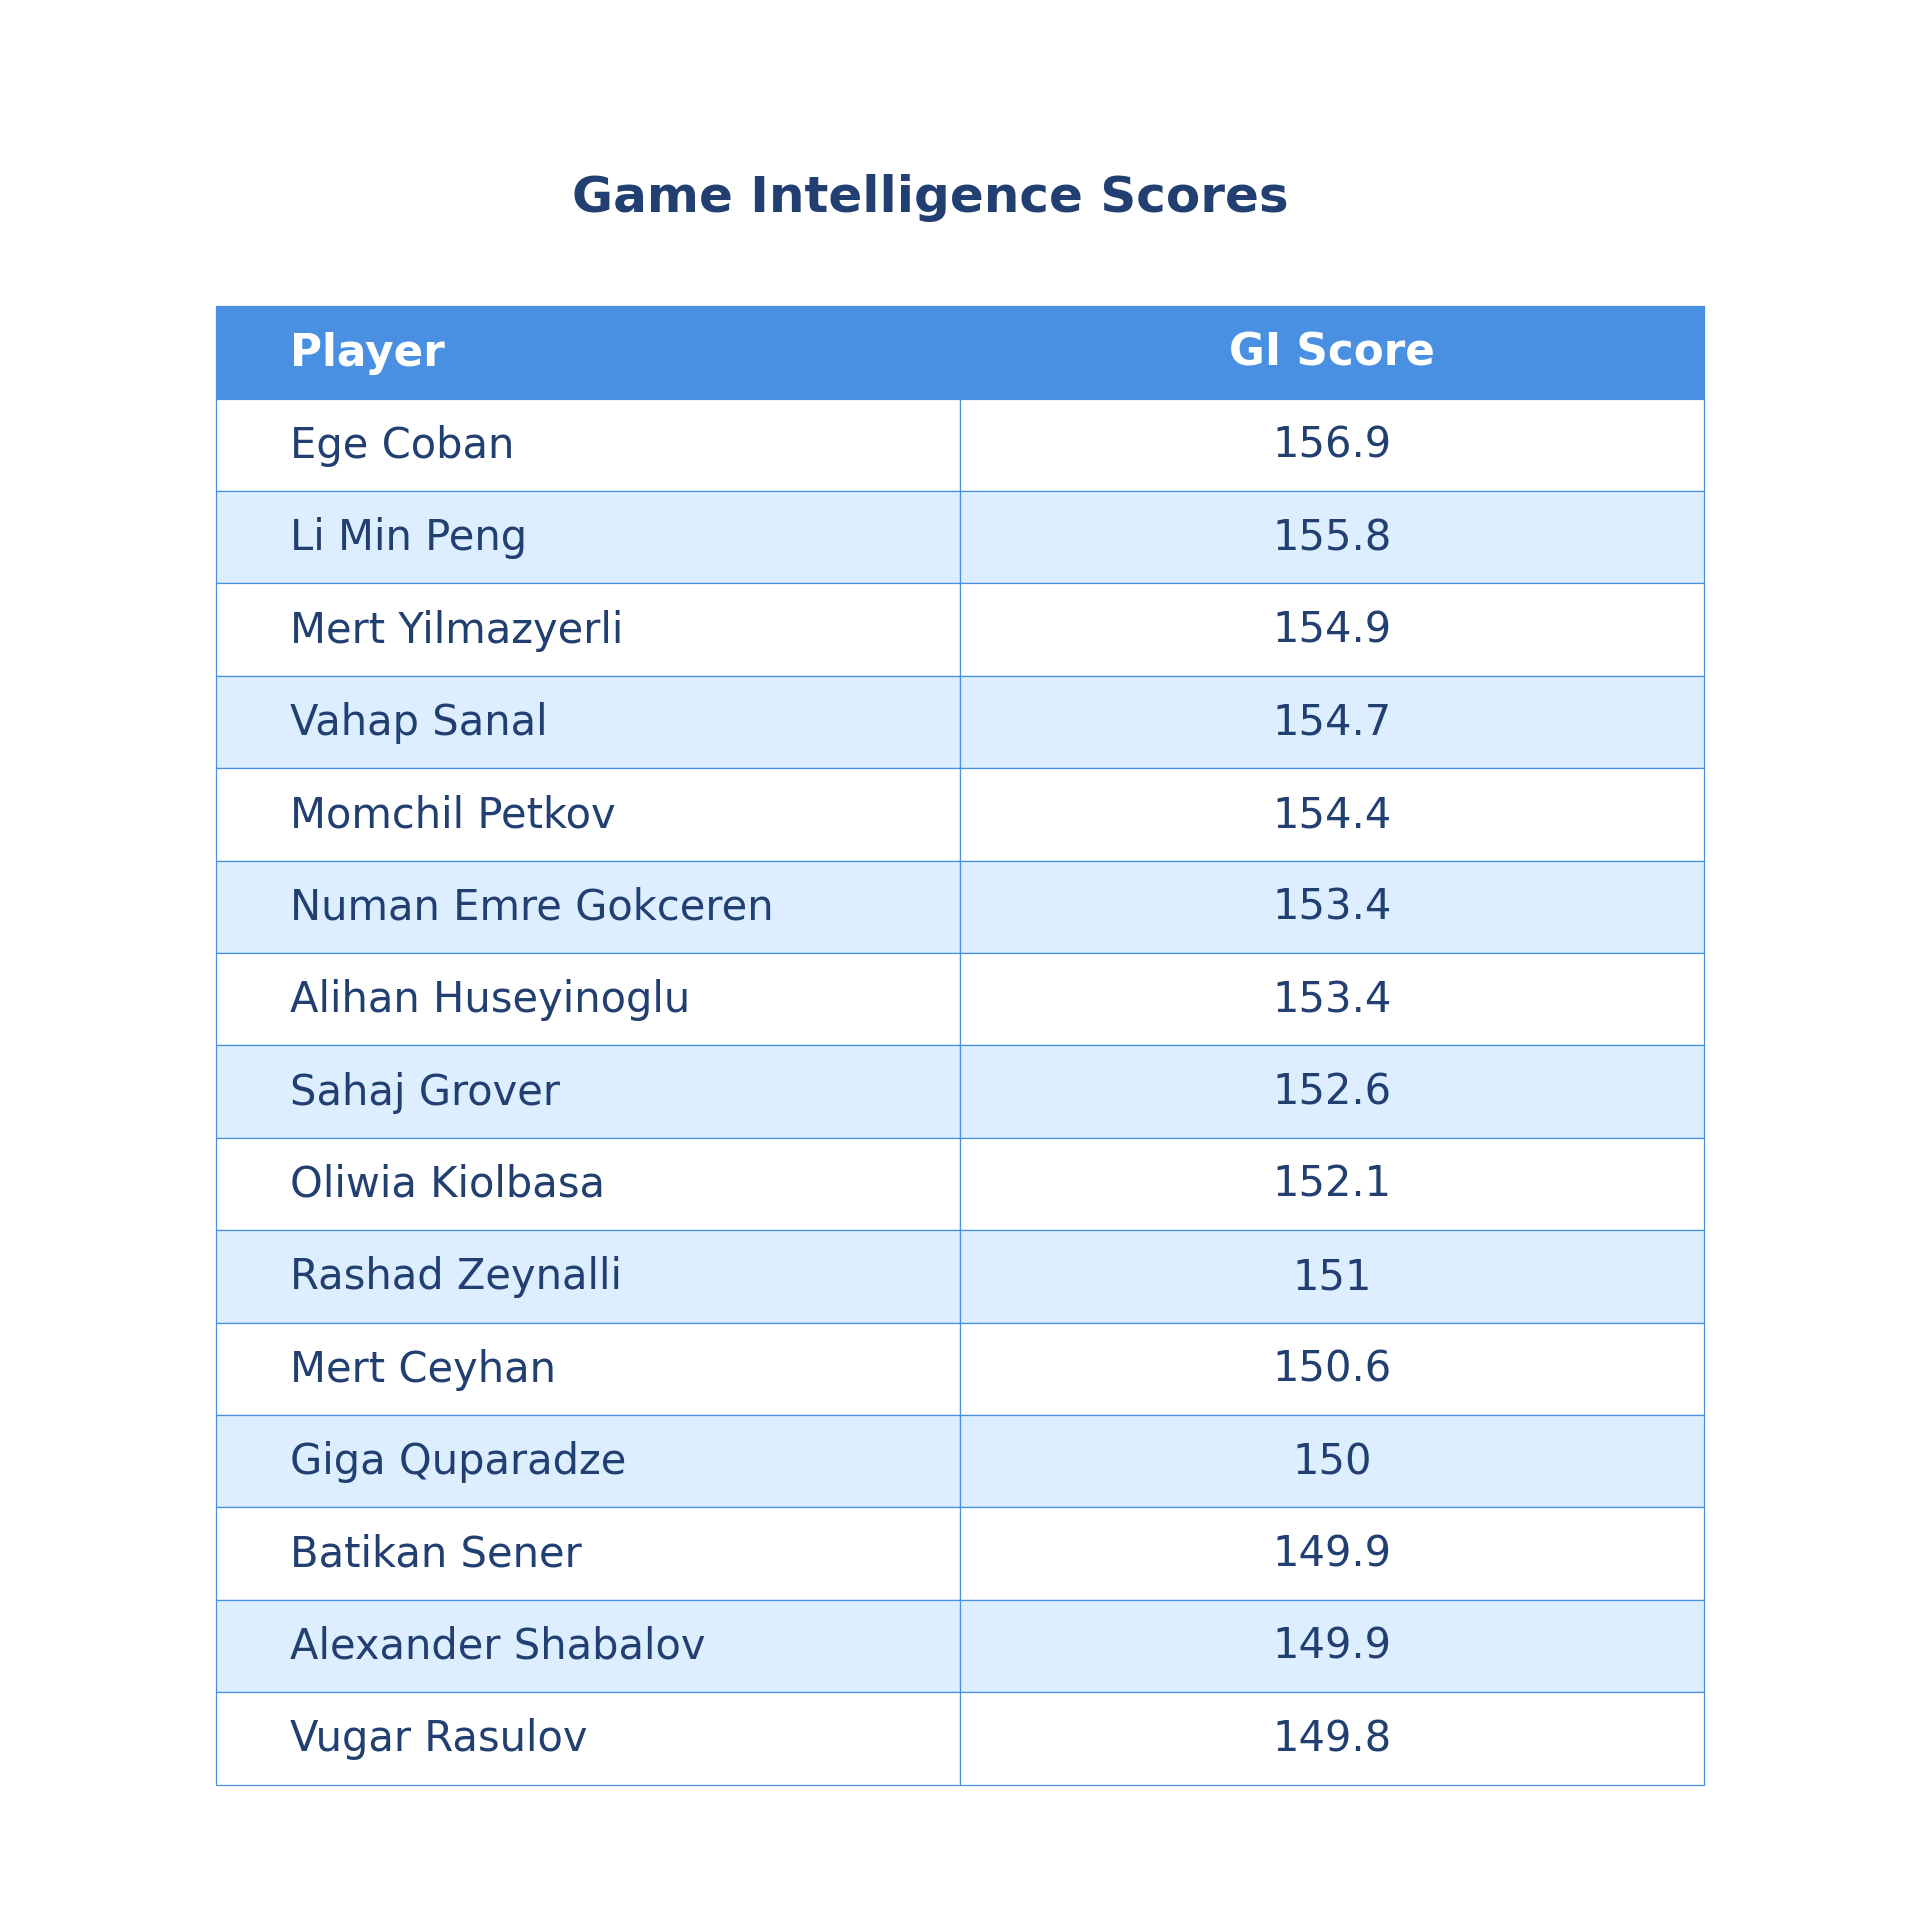 Game Intelligence Scores
Player GI Score
Ege Coban 156.9
Li Min Peng 155.8
Mert Yilmazyerli 154.9
Vahap Sanal 154.7
Momchil Petkov 154.4
Numan Emre Gokceren 153.4
Alihan Huseyinoglu 153.4
Sahaj Grover 152.6
Oliwia Kiolbasa 152.1
Rashad Zeynalli 151
Mert Ceyhan 150.6
Giga Quparadze 150
Batikan Sener 149.9
Alexander Shabalov 149.9
Vugar Rasulov 149.8